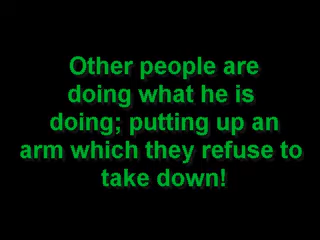 Other people are
doing what he is
doing; putting up an
arm which they refuse to
take down!